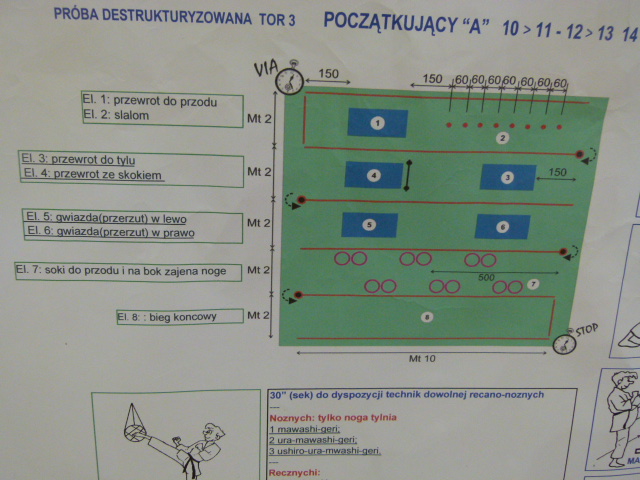 PRÓBA DESTRUKTURYZOWANA TOR 3 POCZĄTKUJĄCY “A” 10 > 11 - 12 > 13 14
VIA
150
150 60 60 60 60 60 60 60 60
El. 1: przewrot do przodu
El. 2: slalom
Mt 2
1
2
El. 3: przewrot do tylu
El. 4: przewrot ze skokiem
Mt 2
4
3
150
El. 5: gwiazda(przerzut) w lewo
El. 6: gwiazda(przerzut) w prawo
Mt 2
5
6
El. 7: soki do przodu i na bok zajena noge
Mt 2
500
7
El. 8: : bieg koncowy
Mt 2
8
STOP
Mt 10
30" (sek) do dyspozycji technik dowolnej recano-noznych
Noznych: tylko noga tylnia
1 mawashi-geri;
2 ura-mawashi-geri;
3 ushiro-ura-mwashi-geri.
Recznychi:
MA